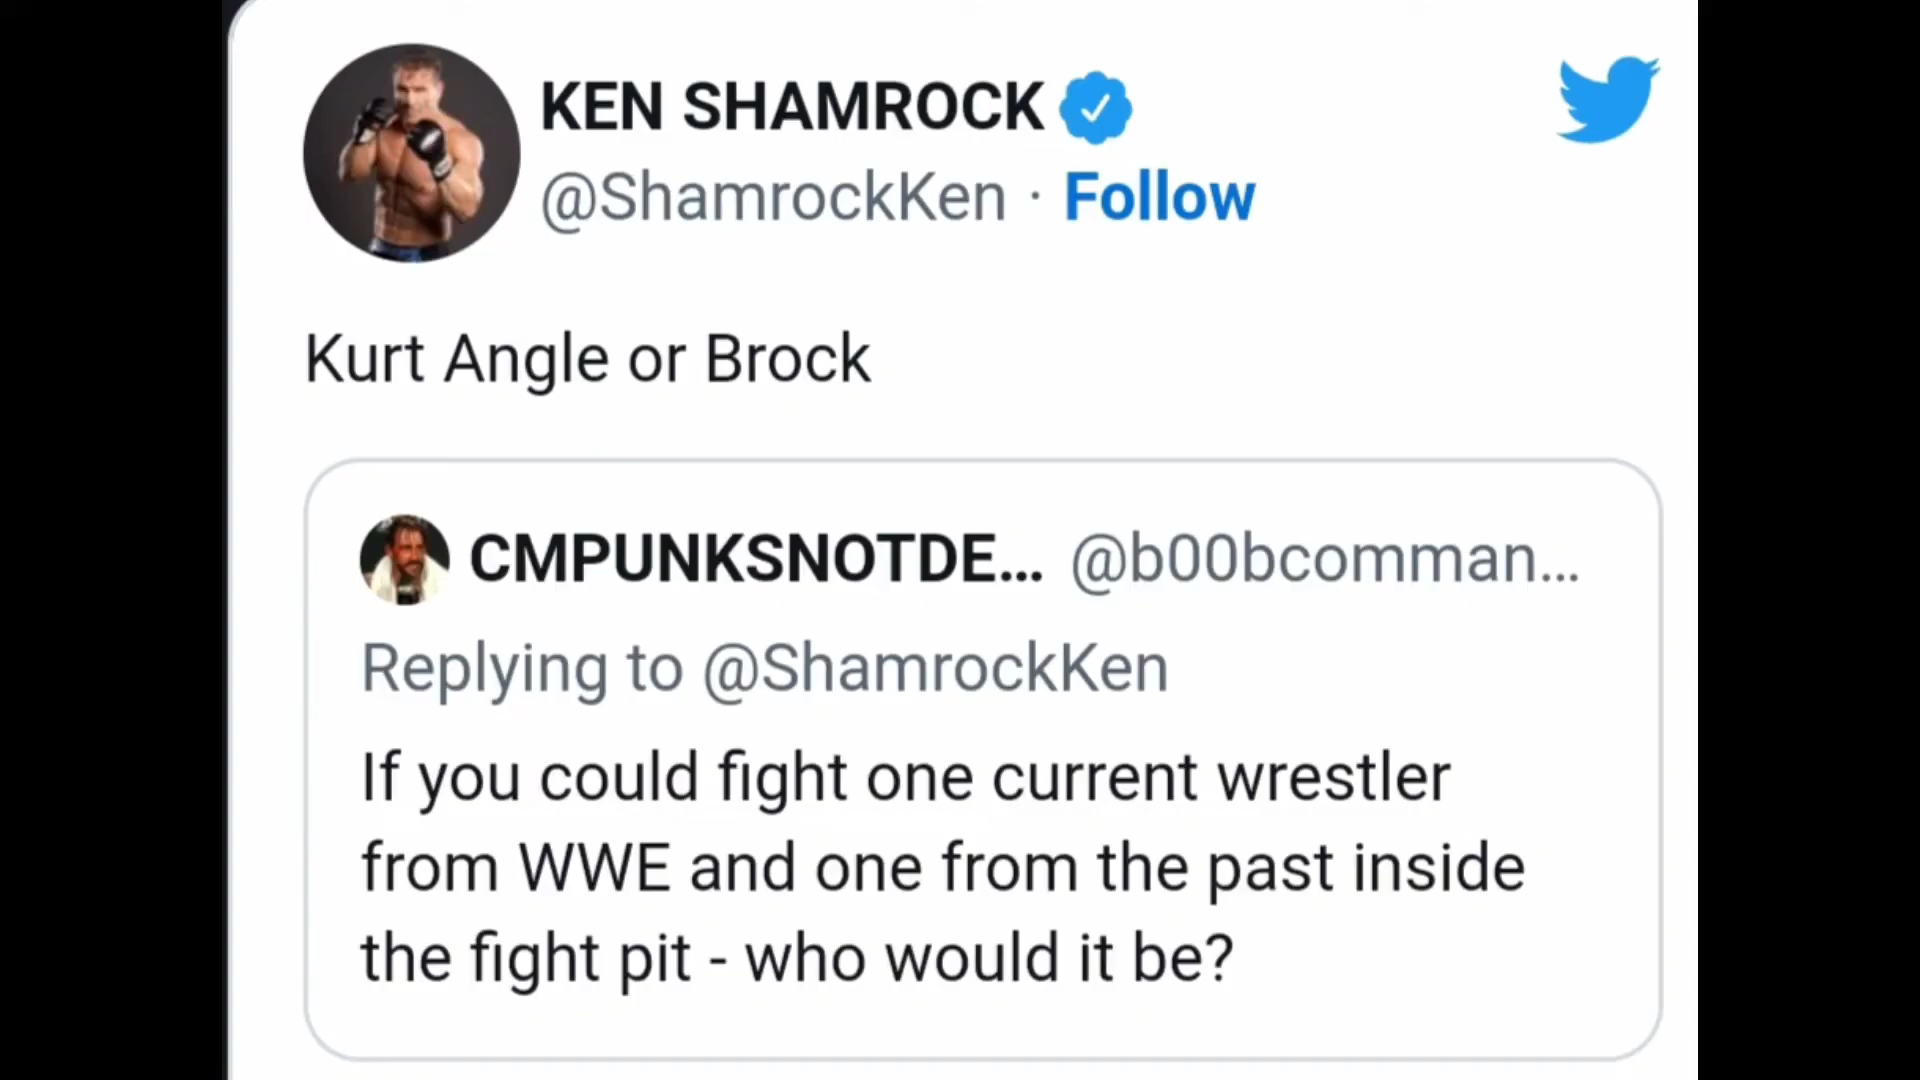 KEN SHAMROCK
@ShamrockKen · Follow
Kurt Angle or Brock
CMPUNKSNOTDE... @b00bcomman...
Replying to @ShamrockKen
If you could fight one current wrestler
from WWE and one from the past inside
the fight pit - who would it be?